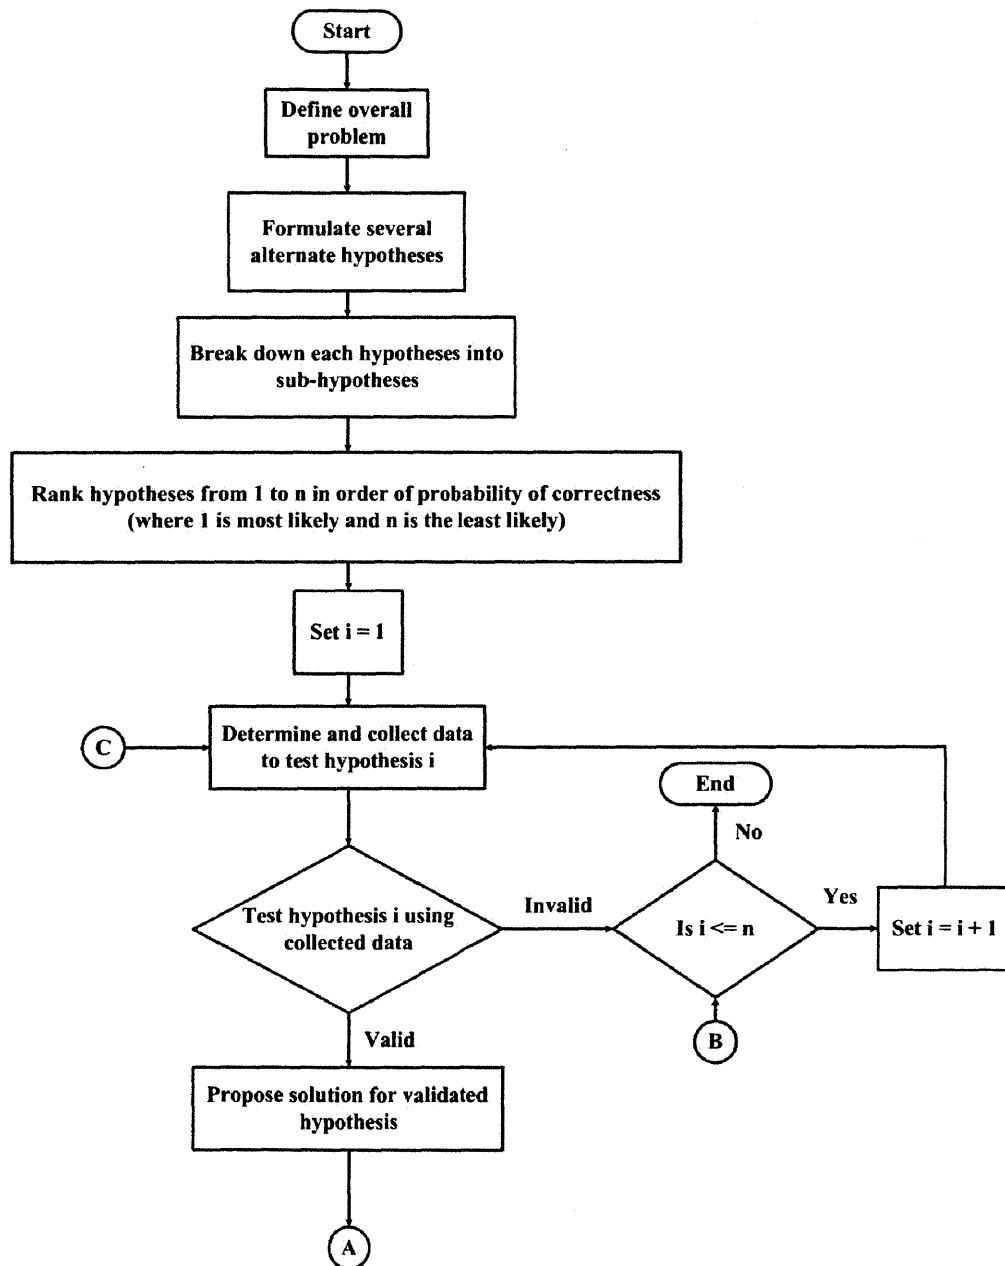 Start
Define overall
problem
Formulate several
alternate hypotheses
Break down each hypotheses into
sub-hypotheses
Rank hypotheses from 1 to n in order of probability of correctness
(where 1 is most likely and n is the least likely)
Set i = 1
C
Determine and collect data
to test hypothesis i
End
No
Test hypothesis i using
collected data
Invalid
Is i <= n
Yes
Set i = i + 1
B
Valid
Propose solution for validated
hypothesis
A